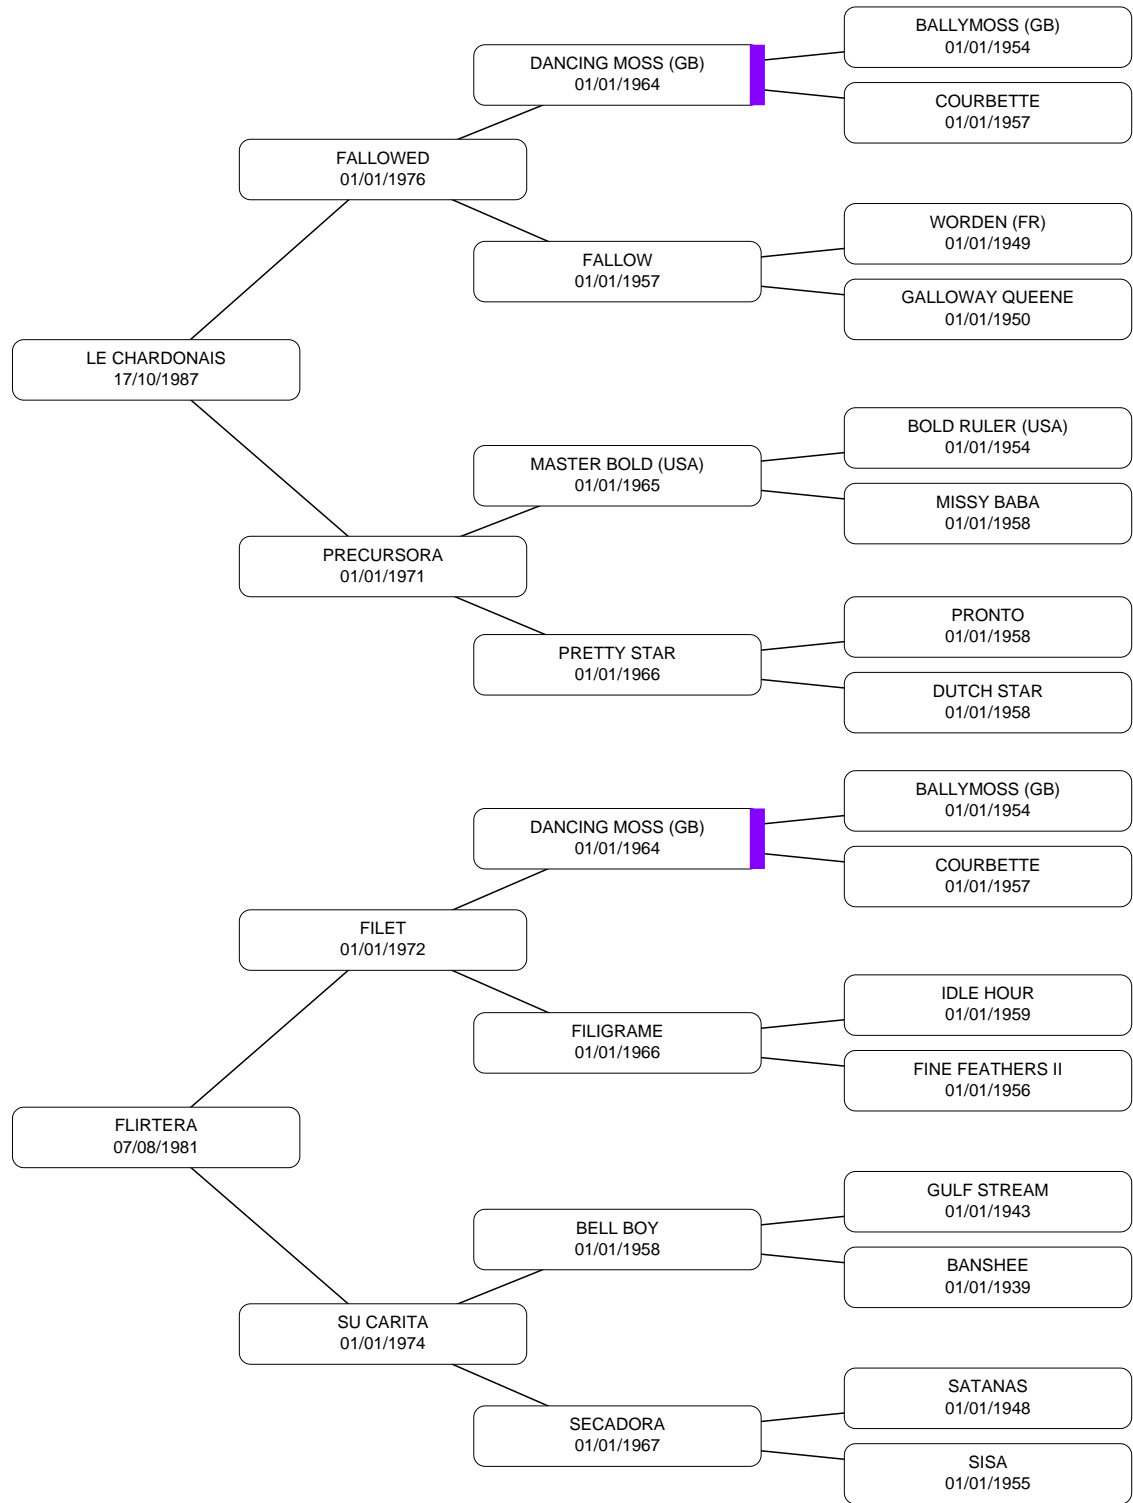 BALLYMOSS (GB)
01/01/1954
DANCING MOSS (GB)
01/01/1964
COURBETTE
01/01/1957
FALLOWED
01/01/1976
WORDEN (FR)
01/01/1949
FALLOW
01/01/1957
GALLOWAY QUEENE
01/01/1950
LE CHARDONAIS
17/10/1987
BOLD RULER (USA)
01/01/1954
MASTER BOLD (USA)
01/01/1965
MISSY BABA
01/01/1958
PRECURSORA
01/01/1971
PRONTO
01/01/1958
PRETTY STAR
01/01/1966
DUTCH STAR
01/01/1958
BALLYMOSS (GB)
01/01/1954
DANCING MOSS (GB)
01/01/1964
COURBETTE
01/01/1957
FILET
01/01/1972
IDLE HOUR
01/01/1959
FILIGRAME
01/01/1966
FINE FEATHERS II
01/01/1956
FLIRTERA
07/08/1981
GULF STREAM
01/01/1943
BELL BOY
01/01/1958
BANSHEE
01/01/1939
SU CARITA
01/01/1974
SATANAS
01/01/1948
SECADORA
01/01/1967
SISA
01/01/1955